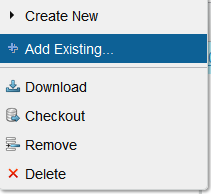 Create New
Add Existing...
Download
Checkout
Remove
Delete